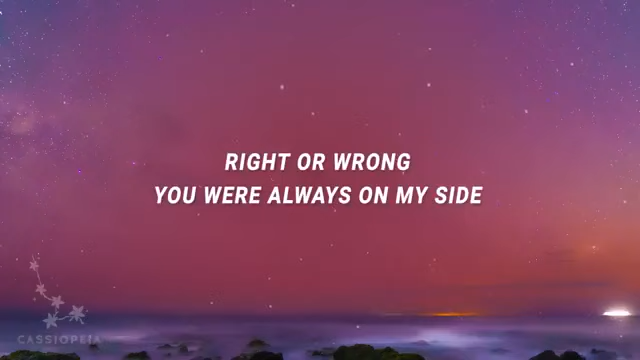 RIGHT OR WRONG
YOU WERE ALWAYS ON MY SIDE
CASSIOPEIA